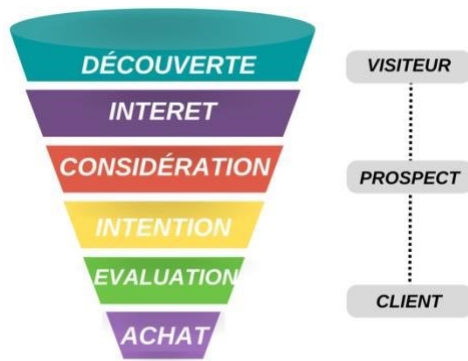 DÉCOUVERTE
INTERET
CONSIDÉRATION
INTENTION
EVALUATION
ACHAT
VISITEUR
PROSPECT
CLIENT